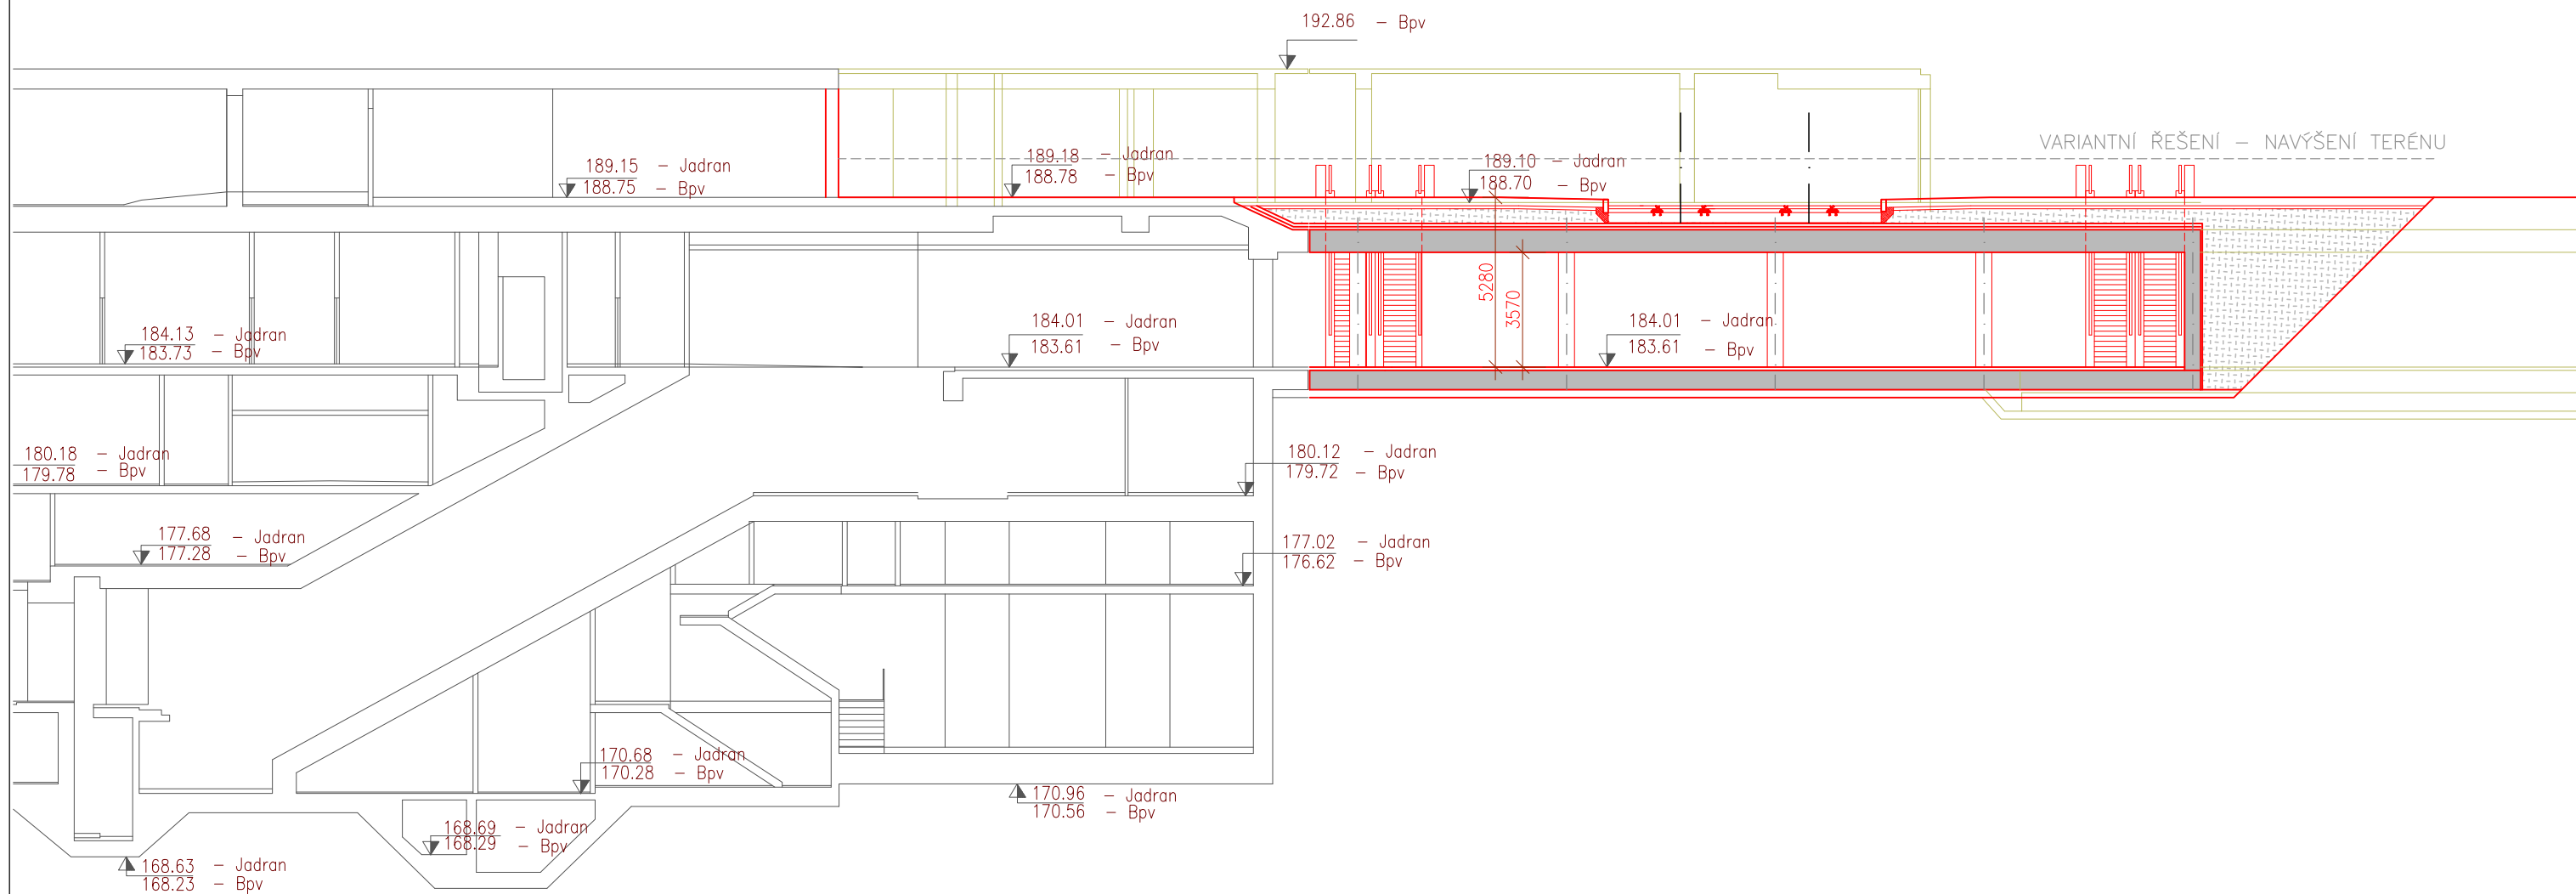 192.86 – Bpv
VARIANTNÍ ŘEŠENÍ – NAVÝŠENÍ TERÉNU
189.15 – Jadran
188.75 – Bpv
189.18 – Jadran
188.78 – Bpv
189.10 – Jadran
188.70 – Bpv
5280
3570
184.13 – Jadran
183.73 – Bpv
184.01 – Jadran
183.61 – Bpv
184.01 – Jadran
183.61 – Bpv
180.18 – Jadran
179.78 – Bpv
180.12 – Jadran
179.72 – Bpv
177.68 – Jadran
177.28 – Bpv
177.02 – Jadran
176.62 – Bpv
170.68 – Jadran
170.28 – Bpv
170.96 – Jadran
170.56 – Bpv
168.69 – Jadran
168.29 – Bpv
168.63 – Jadran
168.23 – Bpv